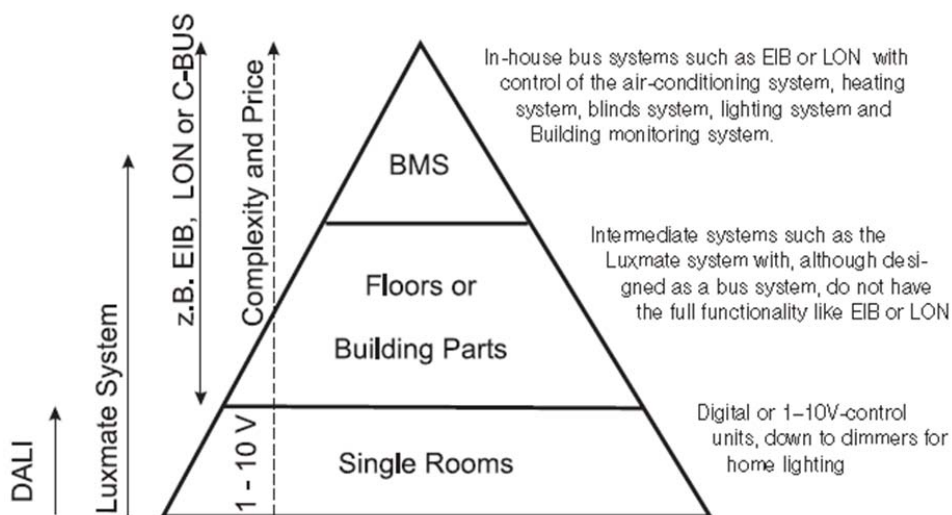 DALI
Luxmate System
z.B. EIB, LON or C-BUS
Complexity and Price
1 - 10 V
BMS
Floors or
Building Parts
Single Rooms
In-house bus systems such as EIB or LON with
control of the air-conditioning system, heating
system, blinds system, lighting system and
Building monitoring system.
Intermediate systems such as the
Luxmate system with, although desi-
gned as a bus system, do not have
the full functionality like EIB or LON
Digital or 1–10V-control
units, down to dimmers for
home lighting